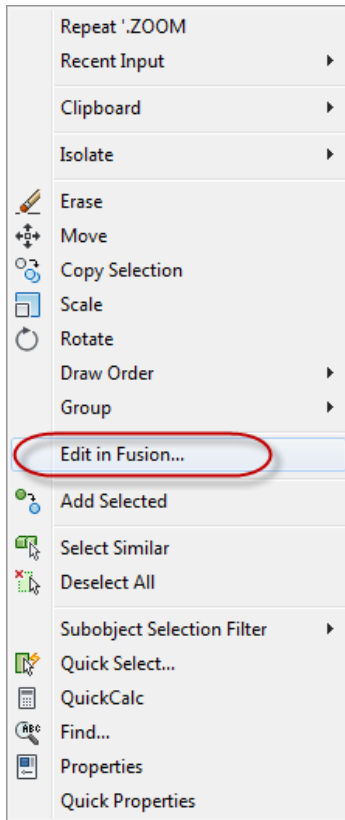 Repeat '.ZOOM
Recent Input
Clipboard
Isolate
Erase
Move
Copy Selection
Scale
Rotate
Draw Order
Group
Edit in Fusion...
Add Selected
Select Similar
Deselect All
Subobject Selection Filter
Quick Select...
QuickCalc
ABC
Find...
Properties
Quick Properties